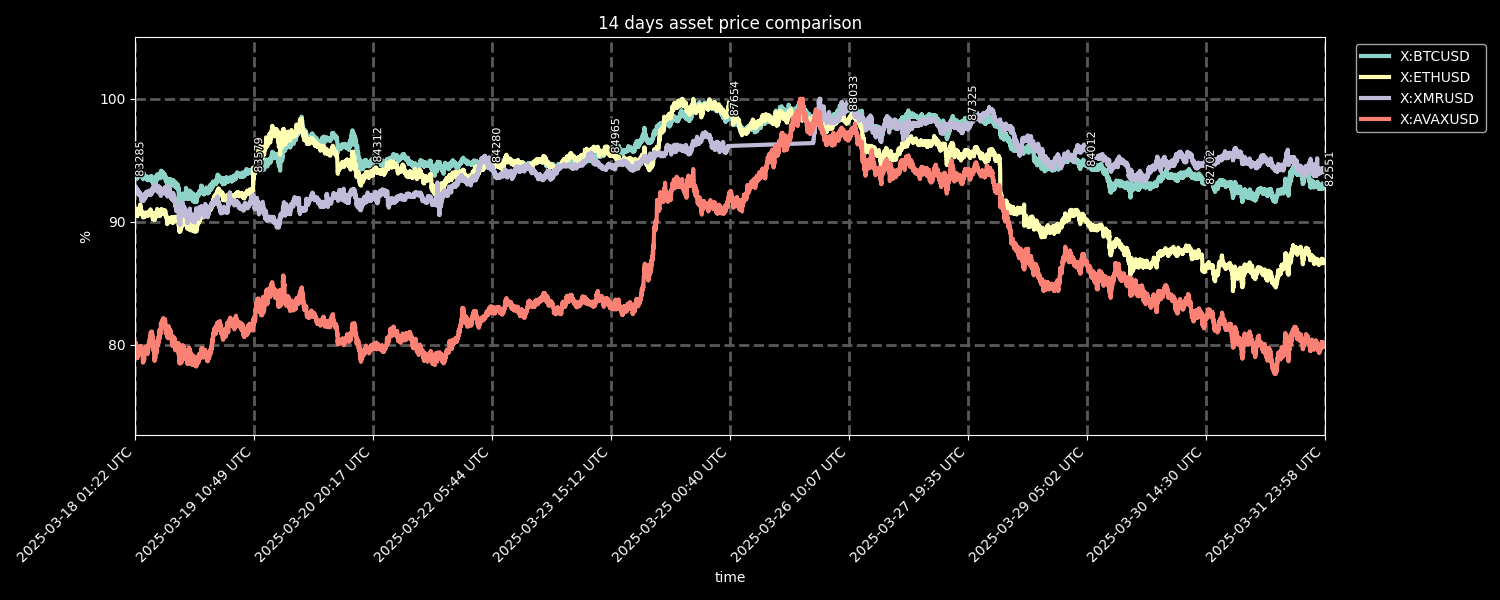 14 days asset price comparison
X:BTCUSD
X:ETHUSD
X:XMRUSD
X:AVAXUSD
100
90
80
%
83285
83579
84312
84280
84965
87654
88033
87325
84012
82702
82551
2025-03-18 01:22 UTC
2025-03-19 10:49 UTC
2025-03-20 20:17 UTC
2025-03-22 05:44 UTC
2025-03-23 15:12 UTC
2025-03-25 00:40 UTC
2025-03-26 10:07 UTC
2025-03-27 19:35 UTC
2025-03-29 05:02 UTC
2025-03-30 14:30 UTC
2025-03-31 23:58 UTC
time